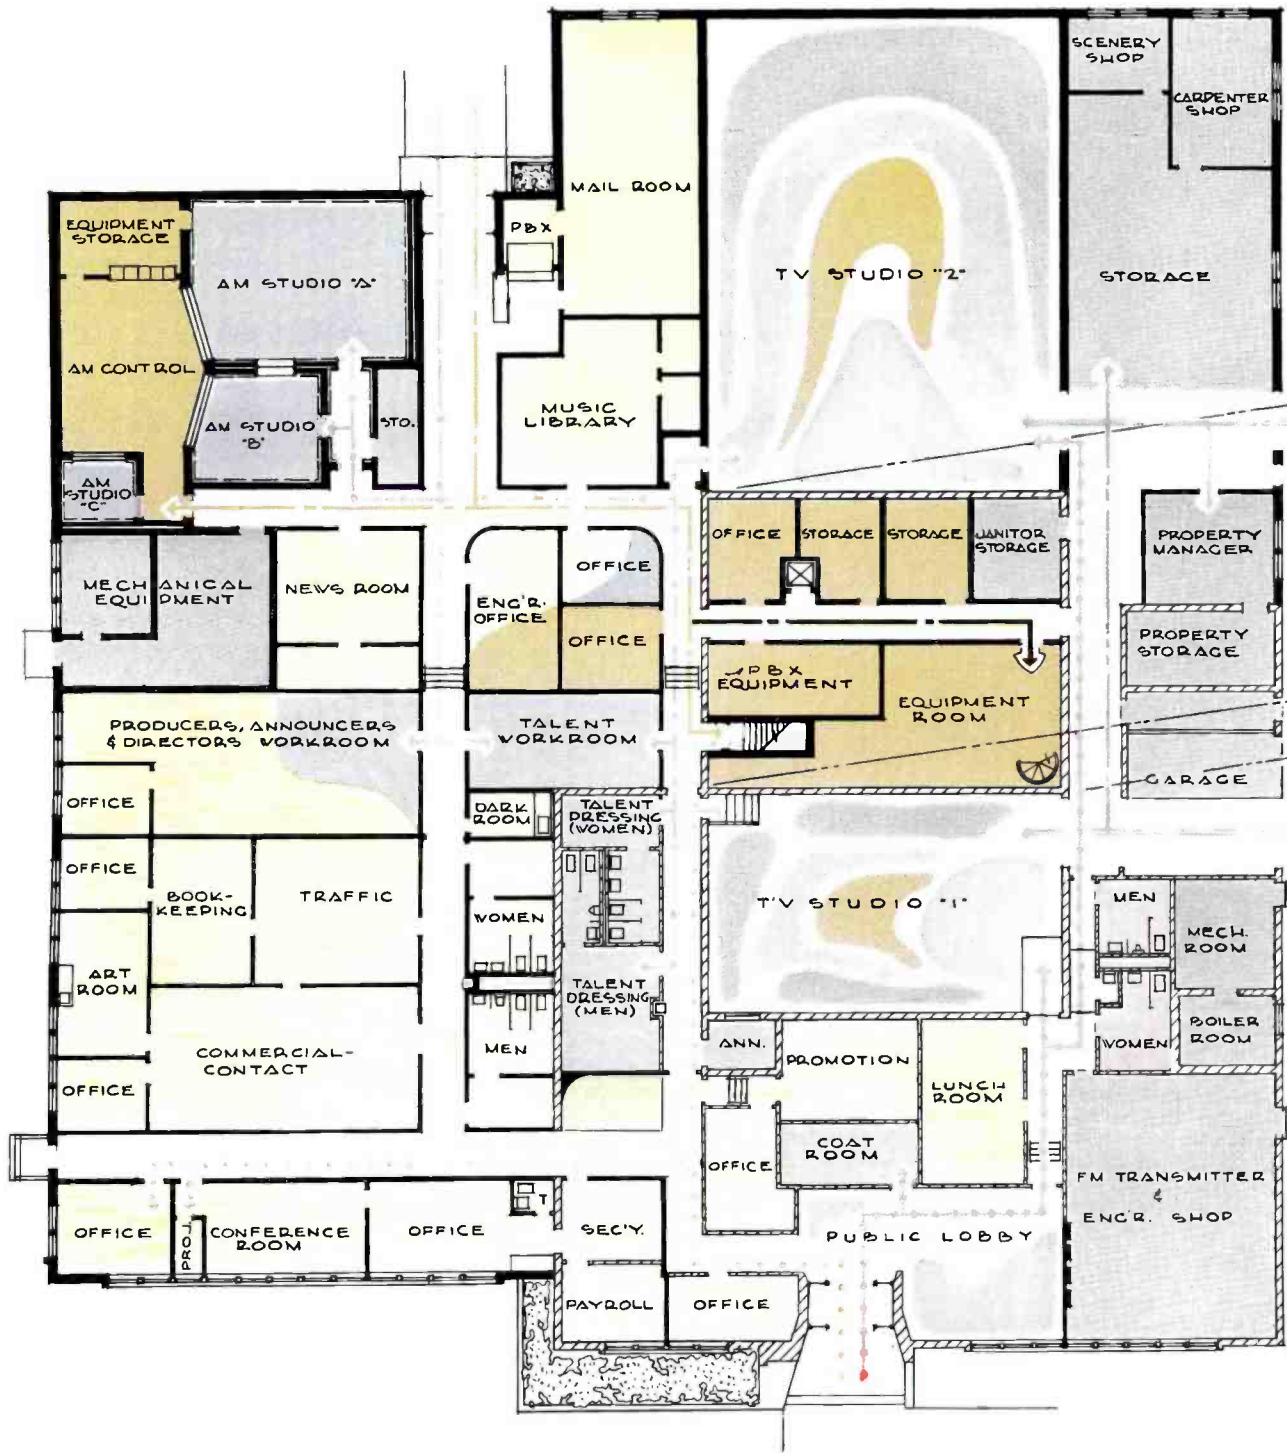 SCENERY
SHOP
CARPENTER
SHOP
MAIL ROOM
PBX
EQUIPMENT
STORAGE
AM STUDIO "A"
TV STUDIO "2"
STORAGE
AM CONTROL
AM STUDIO
"B"
STO.
MUSIC
LIBRARY
AM
STUDIO
"C"
OFFICE
STORAGE
STORAGE
JANITOR
STORAGE
PROPERTY
MANAGER
MECHANICAL
EQUIPMENT
NEWS ROOM
ENG'R.
OFFICE
OFFICE
OFFICE
PROPERTY
STORAGE
PBX
EQUIPMENT
EQUIPMENT
ROOM
PRODUCERS, ANNOUNCERS
& DIRECTORS WORKROOM
TALENT
WORKROOM
GARAGE
OFFICE
DARK
ROOM
TALENT
DRESSING
(WOMEN)
OFFICE
BOOK-
KEEPING
TRAFFIC
WOMEN
TV STUDIO "1"
MEN
MECH.
ROOM
ART
ROOM
TALENT
DRESSING
(MEN)
BOILER
ROOM
WOMEN
COMMERCIAL-
CONTACT
MEN
ANN.
PROMOTION
LUNCH
ROOM
OFFICE
COAT
ROOM
OFFICE
FM TRANSMITTER
&
ENG'R. SHOP
OFFICE
PROJ.
CONFERENCE
ROOM
OFFICE
T
SEC'Y.
PUBLIC LOBBY
PAYROLL
OFFICE